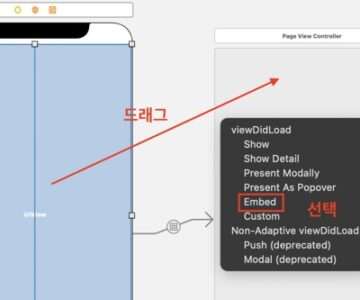 Page View Controller
드래그
viewDidLoad
Show
Show Detail
Present Modally
Present As Popover
Embed
선택
Custom
Non-Adaptive viewDidLoad
Push (deprecated)
Modal (deprecated)
UIView